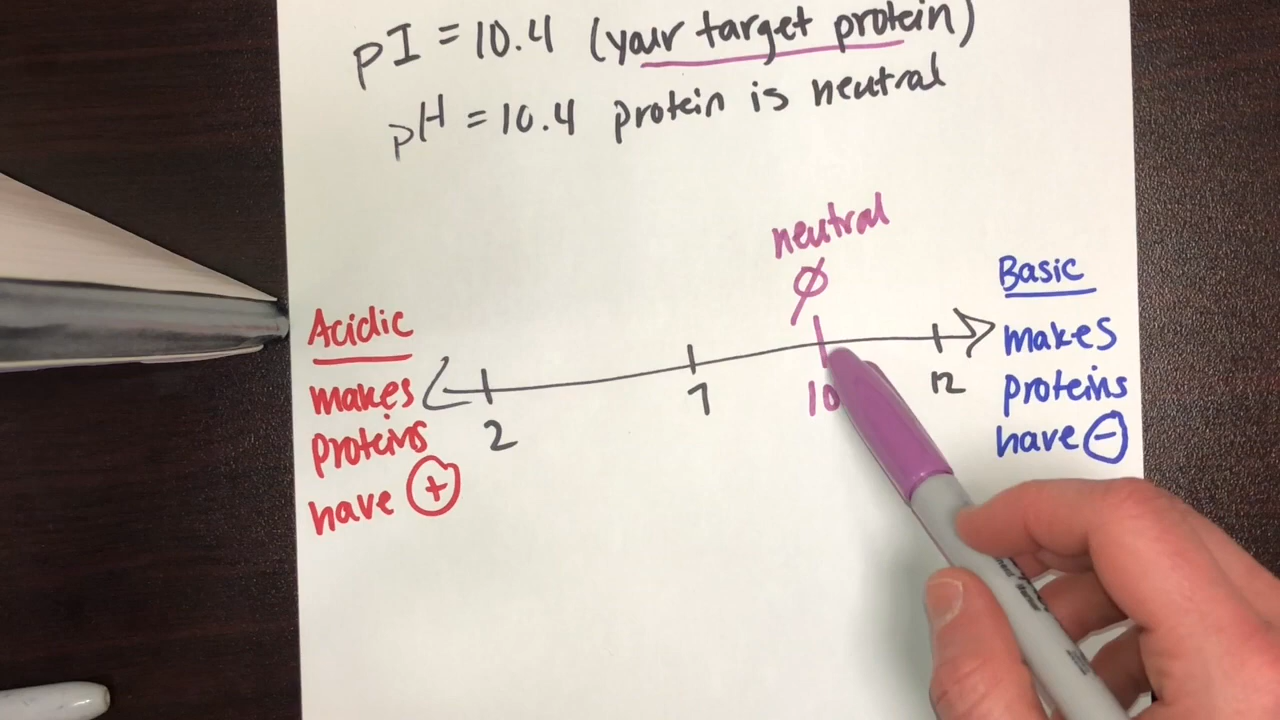 pI = 10.4 (your target protein)
pH = 10.4 protein is neutral
neutral
Ø
Acidic
makes
proteins
have +
Basic
makes
proteins
have −
2
7
10
12